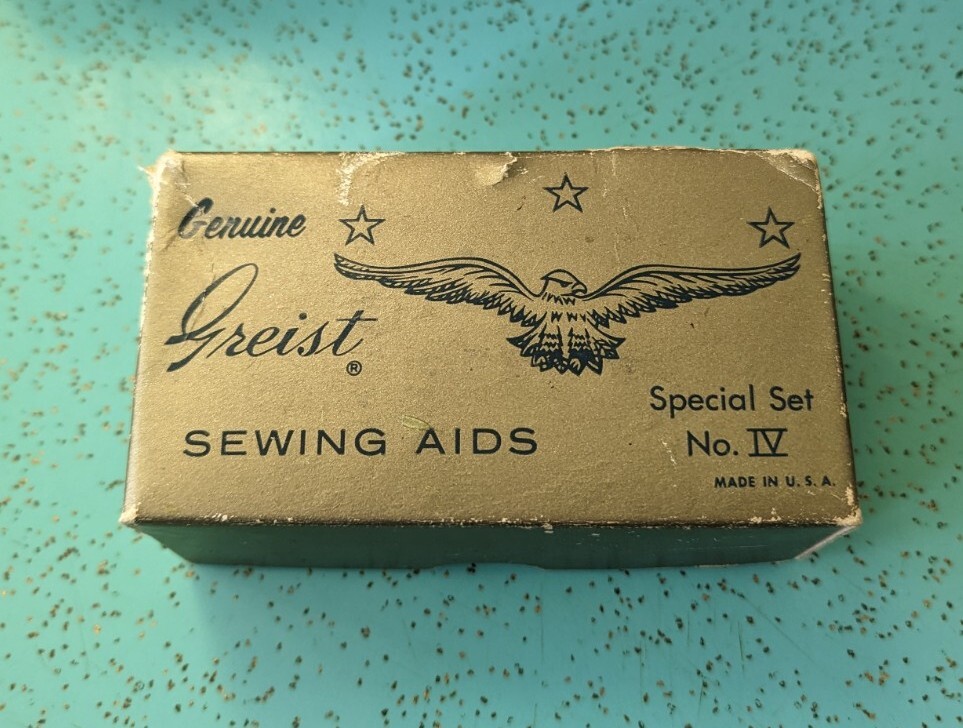 Genuine
Greist®
SEWING AIDS
Special Set
No. IV
MADE IN U. S. A.